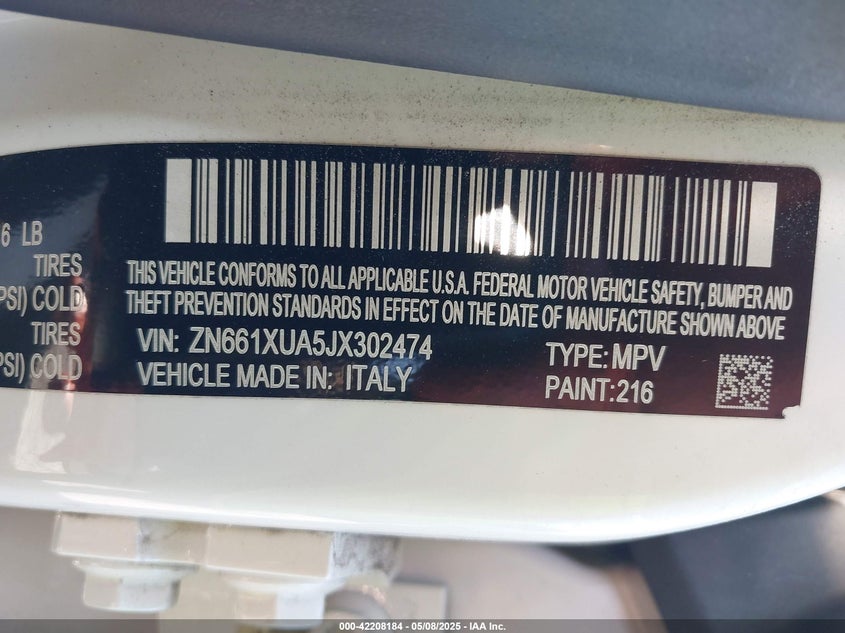 6 LB
TIRES
PSI) COLD
TIRES
PSI) COLD
THIS VEHICLE CONFORMS TO ALL APPLICABLE U.S.A. FEDERAL MOTOR VEHICLE SAFETY, BUMPER AND
THEFT PREVENTION STANDARDS IN EFFECT ON THE DATE OF MANUFACTURE SHOWN ABOVE
VIN: ZN661XUA5JX302474
TYPE: MPV
VEHICLE MADE IN: ITALY
PAINT: 216
000-42208184 - 05/08/2025 - IAA Inc.